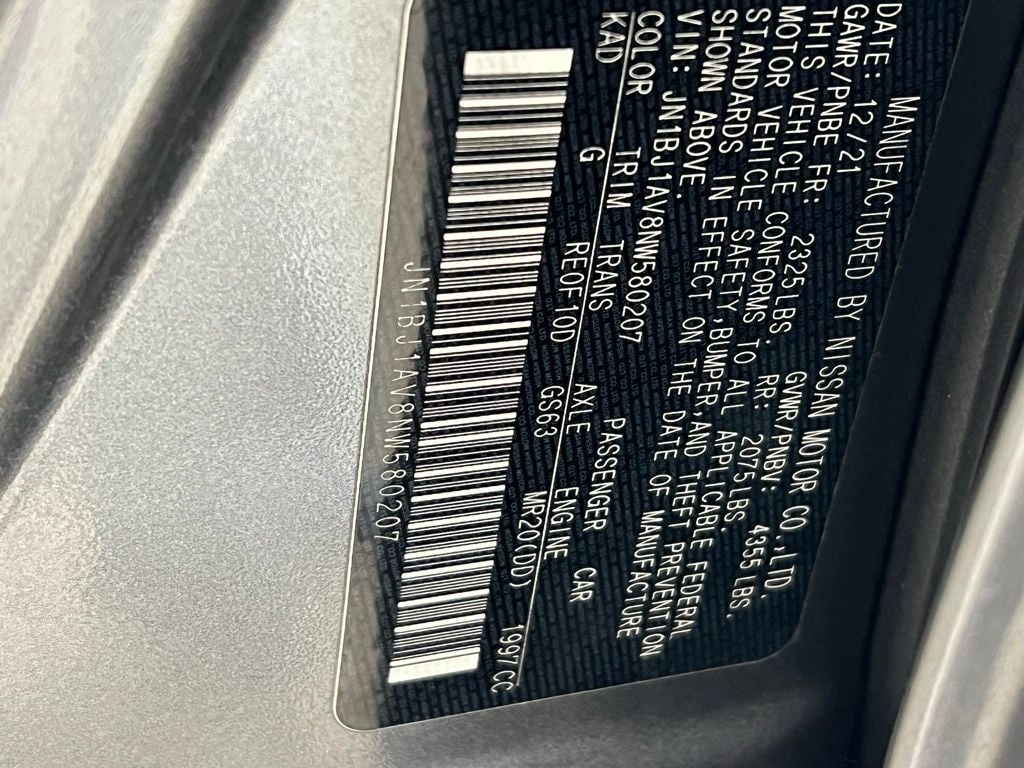 MANUFACTURED BY NISSAN MOTOR CO.,LTD.
DATE: 12/21 GVWR/PNBV: 4355 LBS.
GAWR/PNBE FR: 2325LBS. RR: 2075LBS.
THIS VEHICLE CONFORMS TO ALL APPLICABLE FEDERAL
MOTOR VEHICLE SAFETY,BUMPER,AND THEFT PREVENTION
STANDARDS IN EFFECT ON THE DATE OF MANUFACTURE
SHOWN ABOVE.
VIN: JN1BJ1AV8NW580207 PASSENGER CAR
COLOR TRIM TRANS AXLE ENGINE
KAD G REOF10D GS63 MR20(DD) 1997CC
JN1BJ1AV8NW580207